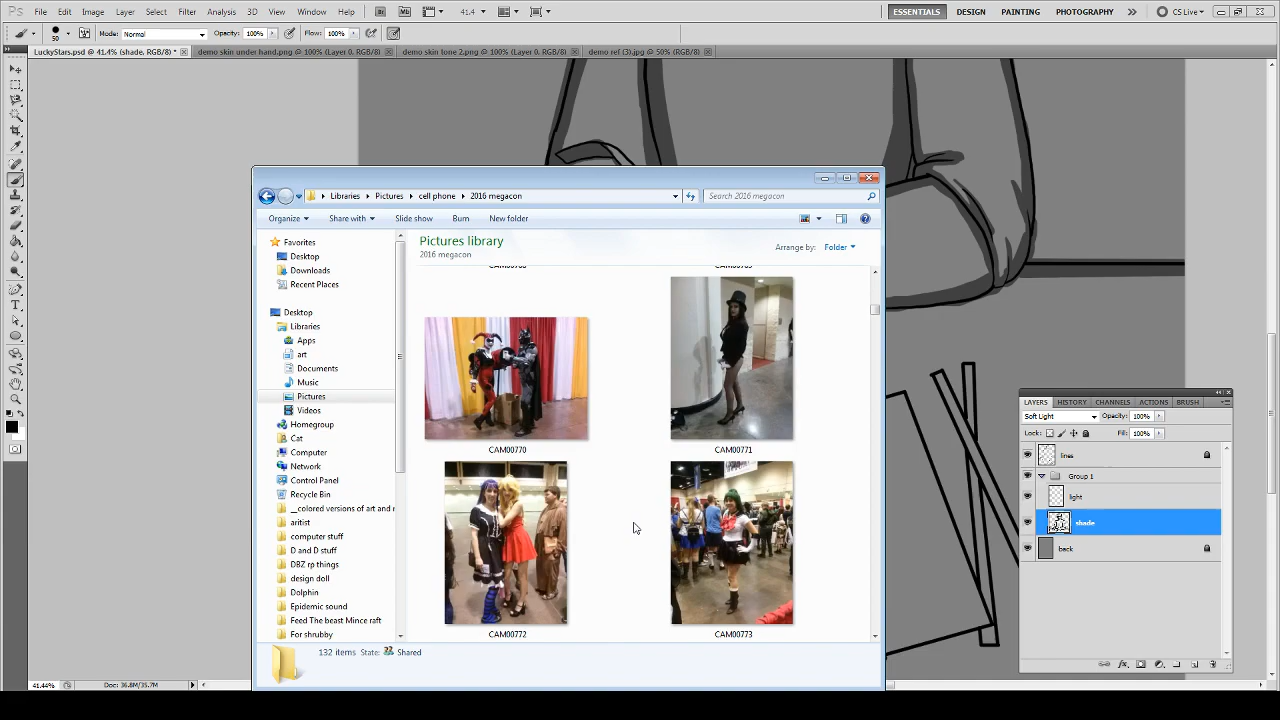 Ps File Edit Image Layer Select Filter Analysis 3D View Window Help Br Mb 41.4 ESSENTIALS DESIGN PAINTING PHOTOGRAPHY CS Live
50 Mode: Normal Opacity: 100% Flow: 100%
LuckyStars.psd @ 41.4% (shade, RGB/8) * demo skin under hand.png @ 100% (Layer 0, RGB/8) demo skin tone 2.png @ 100% (Layer 0, RGB/8) demo ref (3).jpg @ 50% (RGB/8)
Libraries Pictures cell phone 2016 megacon Search 2016 megacon
Organize Share with Slide show Burn New folder
Pictures library
2016 megacon
Arrange by: Folder
Favorites
Desktop
Downloads
Recent Places
Desktop
Libraries
Apps
art
Documents
Music
Pictures
Videos
Homegroup
Cat
Computer
Network
Control Panel
Recycle Bin
__colored versions of art and r
aritist
computer stuff
D and D stuff
DBZ rp things
design doll
Dolphin
Epidemic sound
Feed The beast Mince raft
For shrubby
CAM00770 CAM00771
CAM00772 CAM00773
132 items State: Shared
LAYERS HISTORY CHANNELS ACTIONS BRUSH
Soft Light Opacity: 100%
Lock: Fill: 100%
lines
Group 1
light
shade
back
41.44% Doc: 36.8M/35.7M